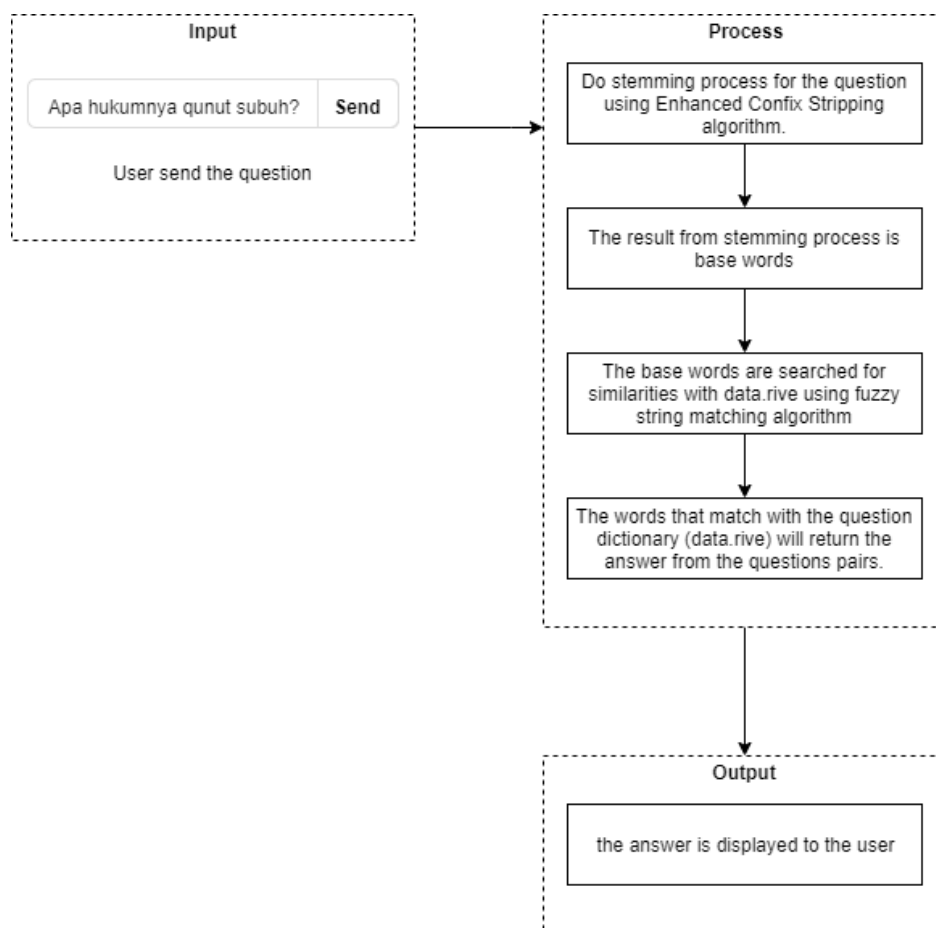 Input
Apa hukumnya qunut subuh?
Send
User send the question
Process
Do stemming process for the question
using Enhanced Confix Stripping
algorithm.
The result from stemming process is
base words
The base words are searched for
similarities with data.rive using fuzzy
string matching algorithm
The words that match with the question
dictionary (data.rive) will return the
answer from the questions pairs.
Output
the answer is displayed to the user